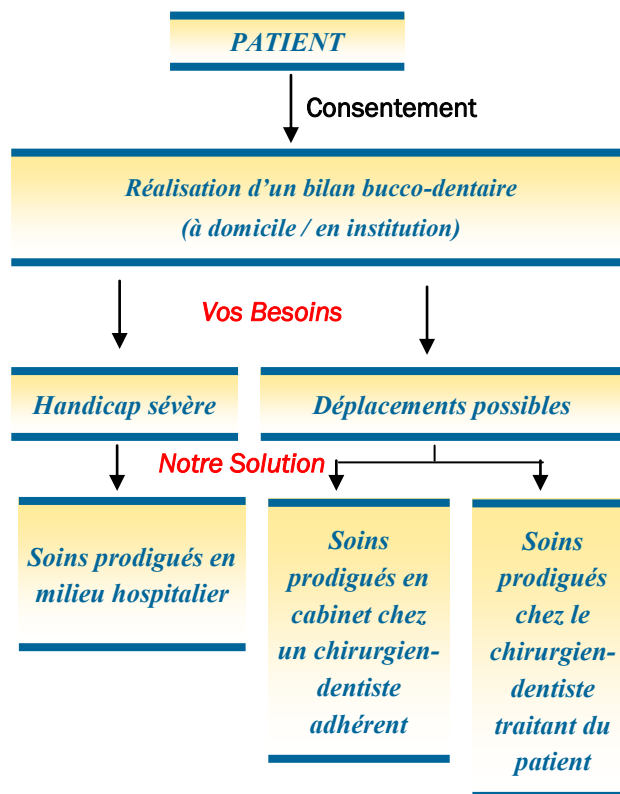 PATIENT
Consentement
Réalisation d'un bilan bucco-dentaire
(à domicile / en institution)
Vos Besoins
Handicap sévère
Déplacements possibles
Notre Solution
Soins prodigués en
milieu hospitalier
Soins
prodigués en
cabinet chez
un chirurgien-
dentiste
adhérent
Soins
prodigués
chez le
chirurgien-
dentiste
traitant du
patient